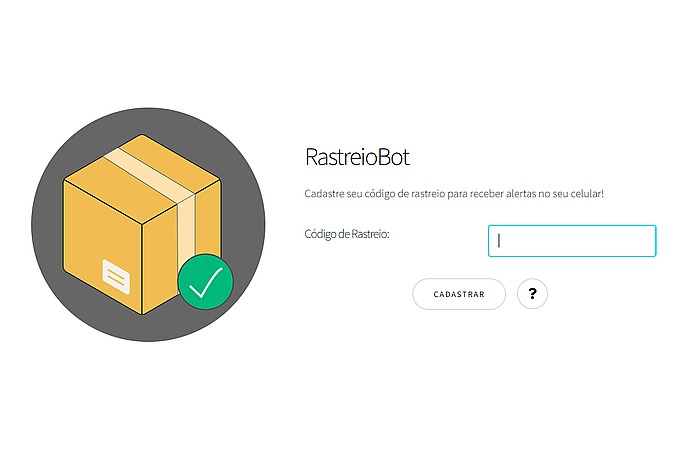 RastreioBot
Cadastre seu código de rastreio para receber alertas no seu celular!
Código de Rastreio:
CADASTRAR
?